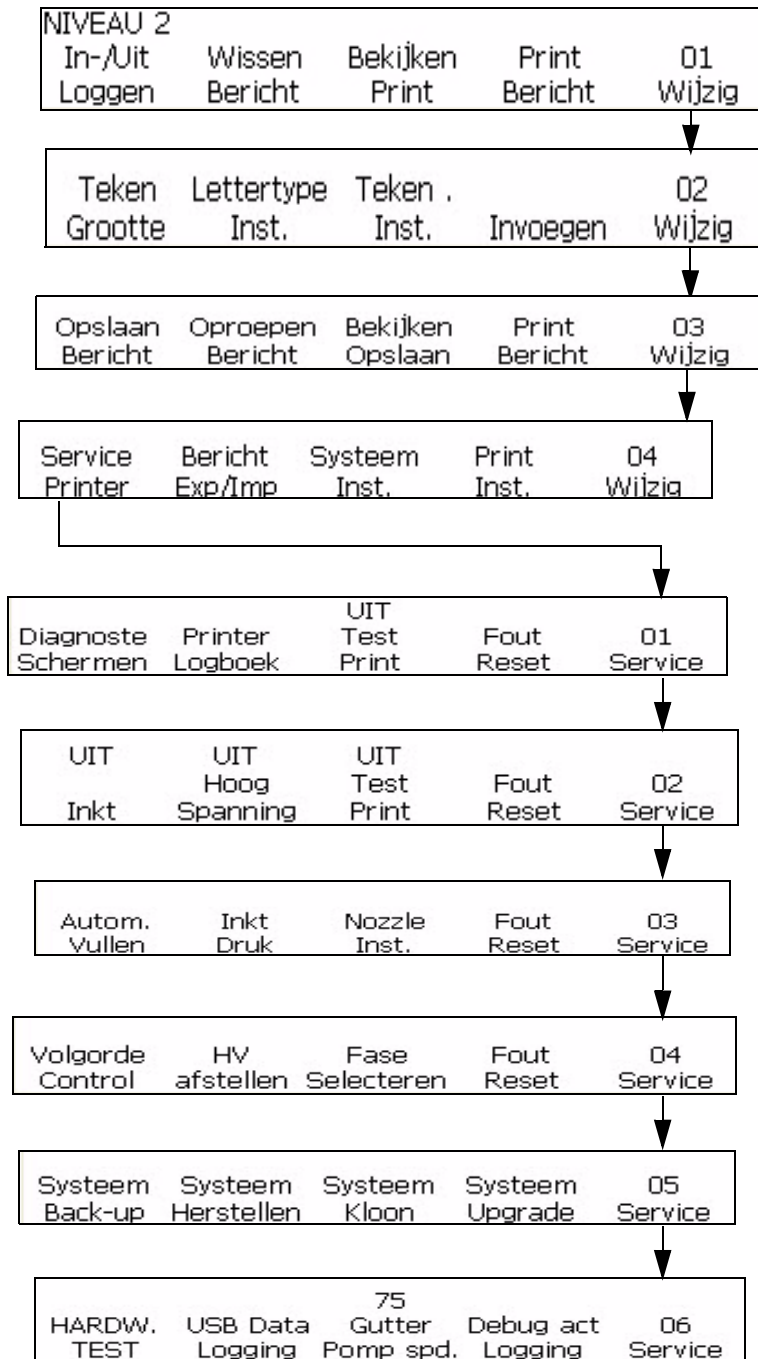 NIVEAU 2
In-/Uit Wissen Bekijken Print 01
Loggen Bericht Print Bericht Wijzig
Teken Lettertype Teken . 02
Grootte Inst. Inst. Invoegen Wijzig
Opslaan Oproepen Bekijken Print 03
Bericht Bericht Opslaan Bericht Wijzig
Service Bericht Systeem Print 04
Printer Exp/Imp Inst. Inst. Wijzig
UIT
Diagnoste Printer Test Fout 01
Schermen Logboek Print Reset Service
UIT UIT UIT
Hoog Test Fout 02
Inkt Spanning Print Reset Service
Autom. Inkt Nozzle Fout 03
Vullen Druk Inst. Reset Service
Volgorde HV Fase Fout 04
Control afstellen Selecteren Reset Service
Systeem Systeem Systeem Systeem 05
Back-up Herstellen Kloon Upgrade Service
75
HARDW. USB Data Gutter Debug act 06
TEST Logging Pomp spd. Logging Service